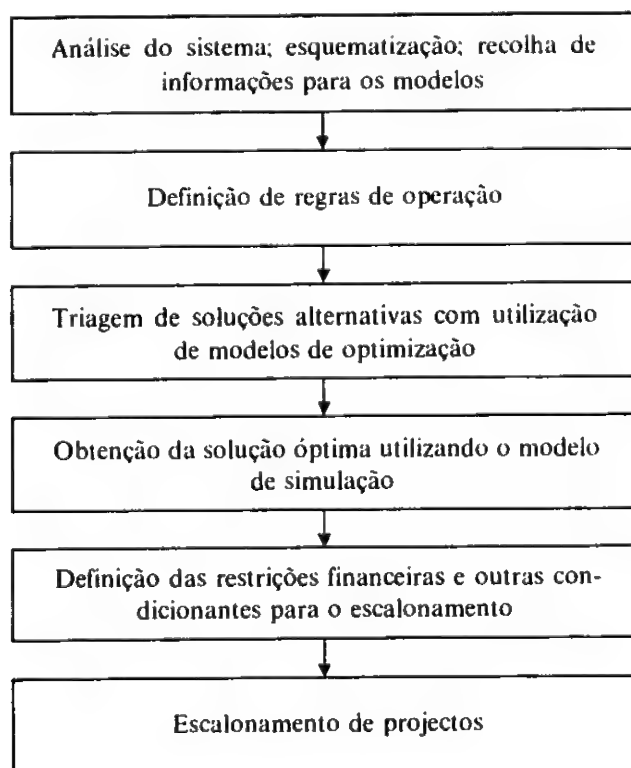 Análise do sistema; esquematização; recolha de
informações para os modelos
Definição de regras de operação
Triagem de soluções alternativas com utilização
de modelos de optimização
Obtenção da solução óptima utilizando o modelo
de simulação
Definição das restrições financeiras e outras con-
dicionantes para o escalonamento
Escalonamento de projectos